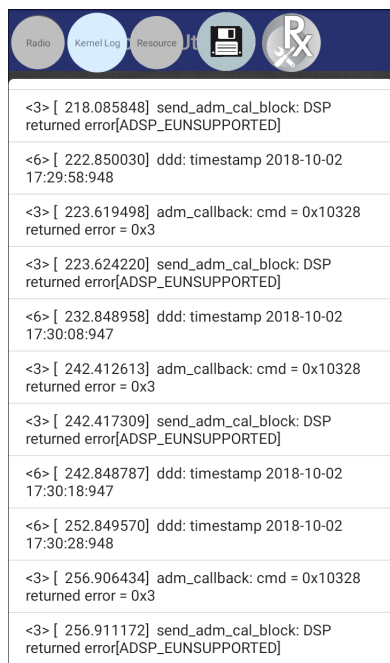 Radio
Kernel Log
Resource
Ut
Rx
<3> [  218.085848]  send_adm_cal_block: DSP
returned error[ADSP_EUNSUPPORTED]
<6> [  222.850030]  ddd: timestamp 2018-10-02
17:29:58:948
<3> [  223.619498]  adm_callback: cmd = 0x10328
returned error = 0x3
<3> [  223.624220]  send_adm_cal_block: DSP
returned error[ADSP_EUNSUPPORTED]
<6> [  232.848958]  ddd: timestamp 2018-10-02
17:30:08:947
<3> [  242.412613]  adm_callback: cmd = 0x10328
returned error = 0x3
<3> [  242.417309]  send_adm_cal_block: DSP
returned error[ADSP_EUNSUPPORTED]
<6> [  242.848787]  ddd: timestamp 2018-10-02
17:30:18:947
<6> [  252.849570]  ddd: timestamp 2018-10-02
17:30:28:948
<3> [  256.906434]  adm_callback: cmd = 0x10328
returned error = 0x3
<3> [  256.911172]  send_adm_cal_block: DSP
returned error[ADSP_EUNSUPPORTED]